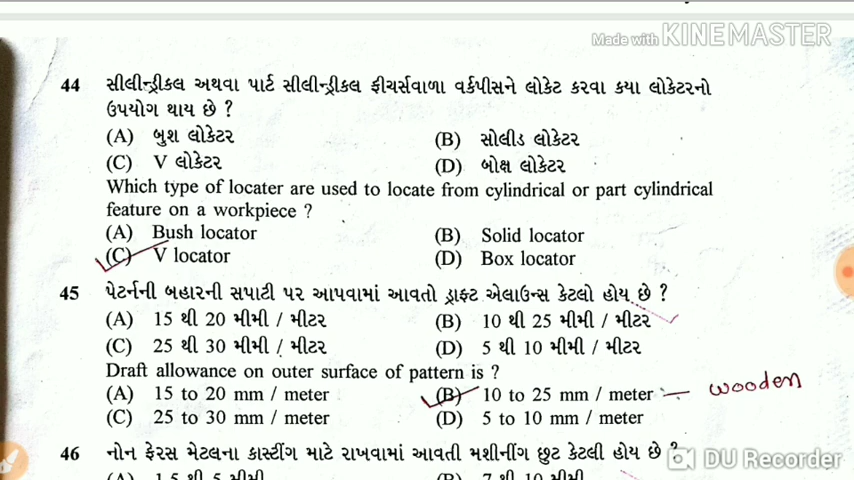 Made with KINEMASTER
44 સીલીન્ડ્રીકલ અથવા પાર્ટ સીલીન્ડ્રીકલ ફીચર્સવાળા વર્કપીસને લોકેટ કરવા કયા લોકેટરનો
ઉપયોગ થાય છે ?
(A) બુશ લોકેટર (B) સોલીડ લોકેટર
(C) V લોકેટર (D) બોક્ષ લોકેટર
Which type of locater are used to locate from cylindrical or part cylindrical
feature on a workpiece ?
(A) Bush locator (B) Solid locator
(C) V locator (D) Box locator
45 પેટર્નની બહારની સપાટી પર આપવામાં આવતો ડ્રાફ્ટ એલાઉન્સ કેટલો હોય છે ?
(A) 15 થી 20 મીમી / મીટર (B) 10 થી 25 મીમી / મીટર
(C) 25 થી 30 મીમી / મીટર (D) 5 થી 10 મીમી / મીટર
Draft allowance on outer surface of pattern is ?
(A) 15 to 20 mm / meter (B) 10 to 25 mm / meter – wooden
(C) 25 to 30 mm / meter (D) 5 to 10 mm / meter
46 નોન ફેરસ મેટલના કાસ્ટીંગ માટે રાખવામાં આવતી મશીનીંગ છુટ કેટલી હોય છે ?
DU Recorder
(A) 1.5 થી 5 મીમી (B) 7 થી 10 મીમી